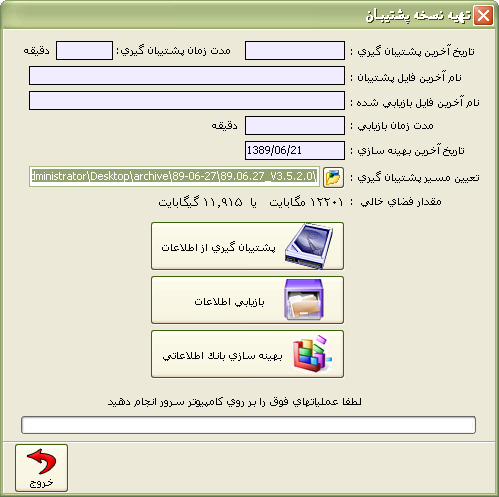 تهيه نسخه پشتيبان
تاريخ آخرين پشتيبان گيري : مدت زمان پشتيبان گيري : دقيقه
نام آخرين فايل پشتيبان :
نام آخرين فايل بازيابي شده :
مدت زمان بازيابي : دقيقه
تاريخ آخرين بهينه سازي : 1389/06/21
تعيين مسير پشتيبان گيري : dministrator\Desktop\archive\89-06-27\89.06.27_V3.5.2.0\
مقدار فضاي خالي : ۱۲۲۰۱ مگابايت يا ۱۱,۹۱۵ گيگابايت
پشتيبان گيري از اطلاعات
بازيابي اطلاعات
بهينه سازي بانك اطلاعاتي
لطفا عملياتهاي فوق را بر روي كامپيوتر سرور انجام دهيد
خروج